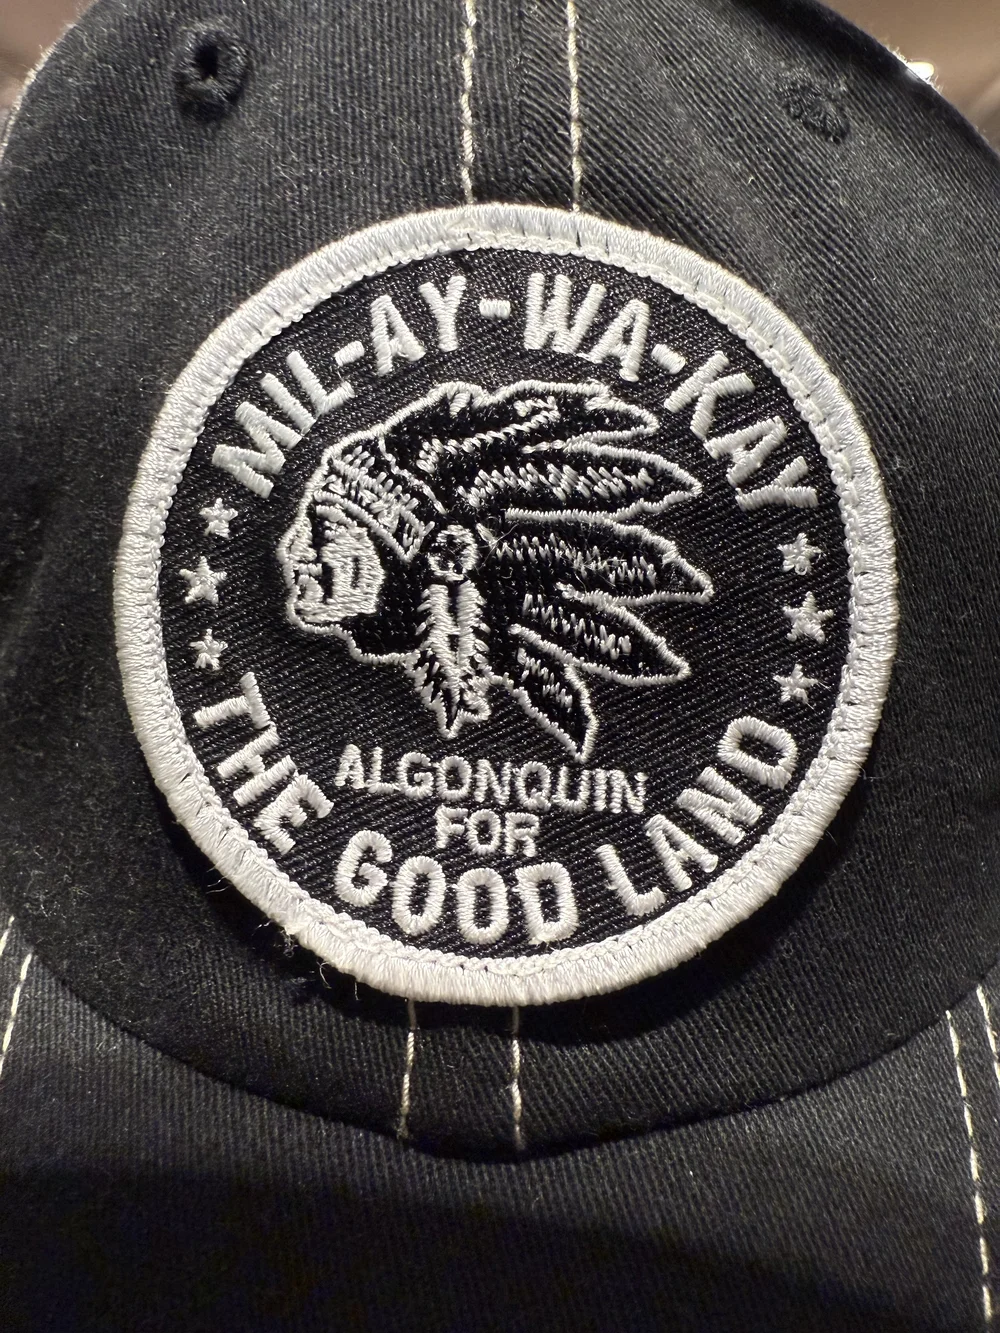 MIL-AY-WA-KAY
ALGONQUIN
FOR
THE GOOD LAND